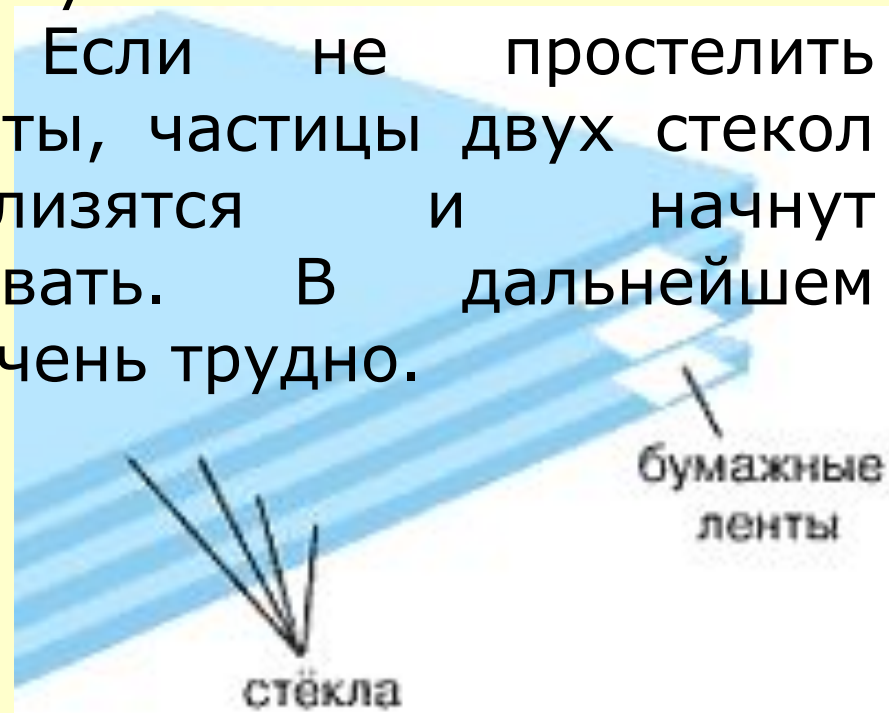 Если не простелить
ты, частицы двух стекол
лизятся и начнут
вать. В дальнейшем
чень трудно.
бумажные
ленты
стёкла